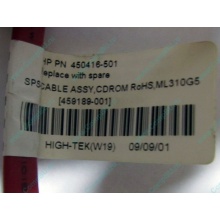 HP PN 450416-501
replace with spare
SPS CABLE ASSY,CDROM RoHS,ML310G5
[459189-001]
HIGH-TEK(W19) 09/09/01